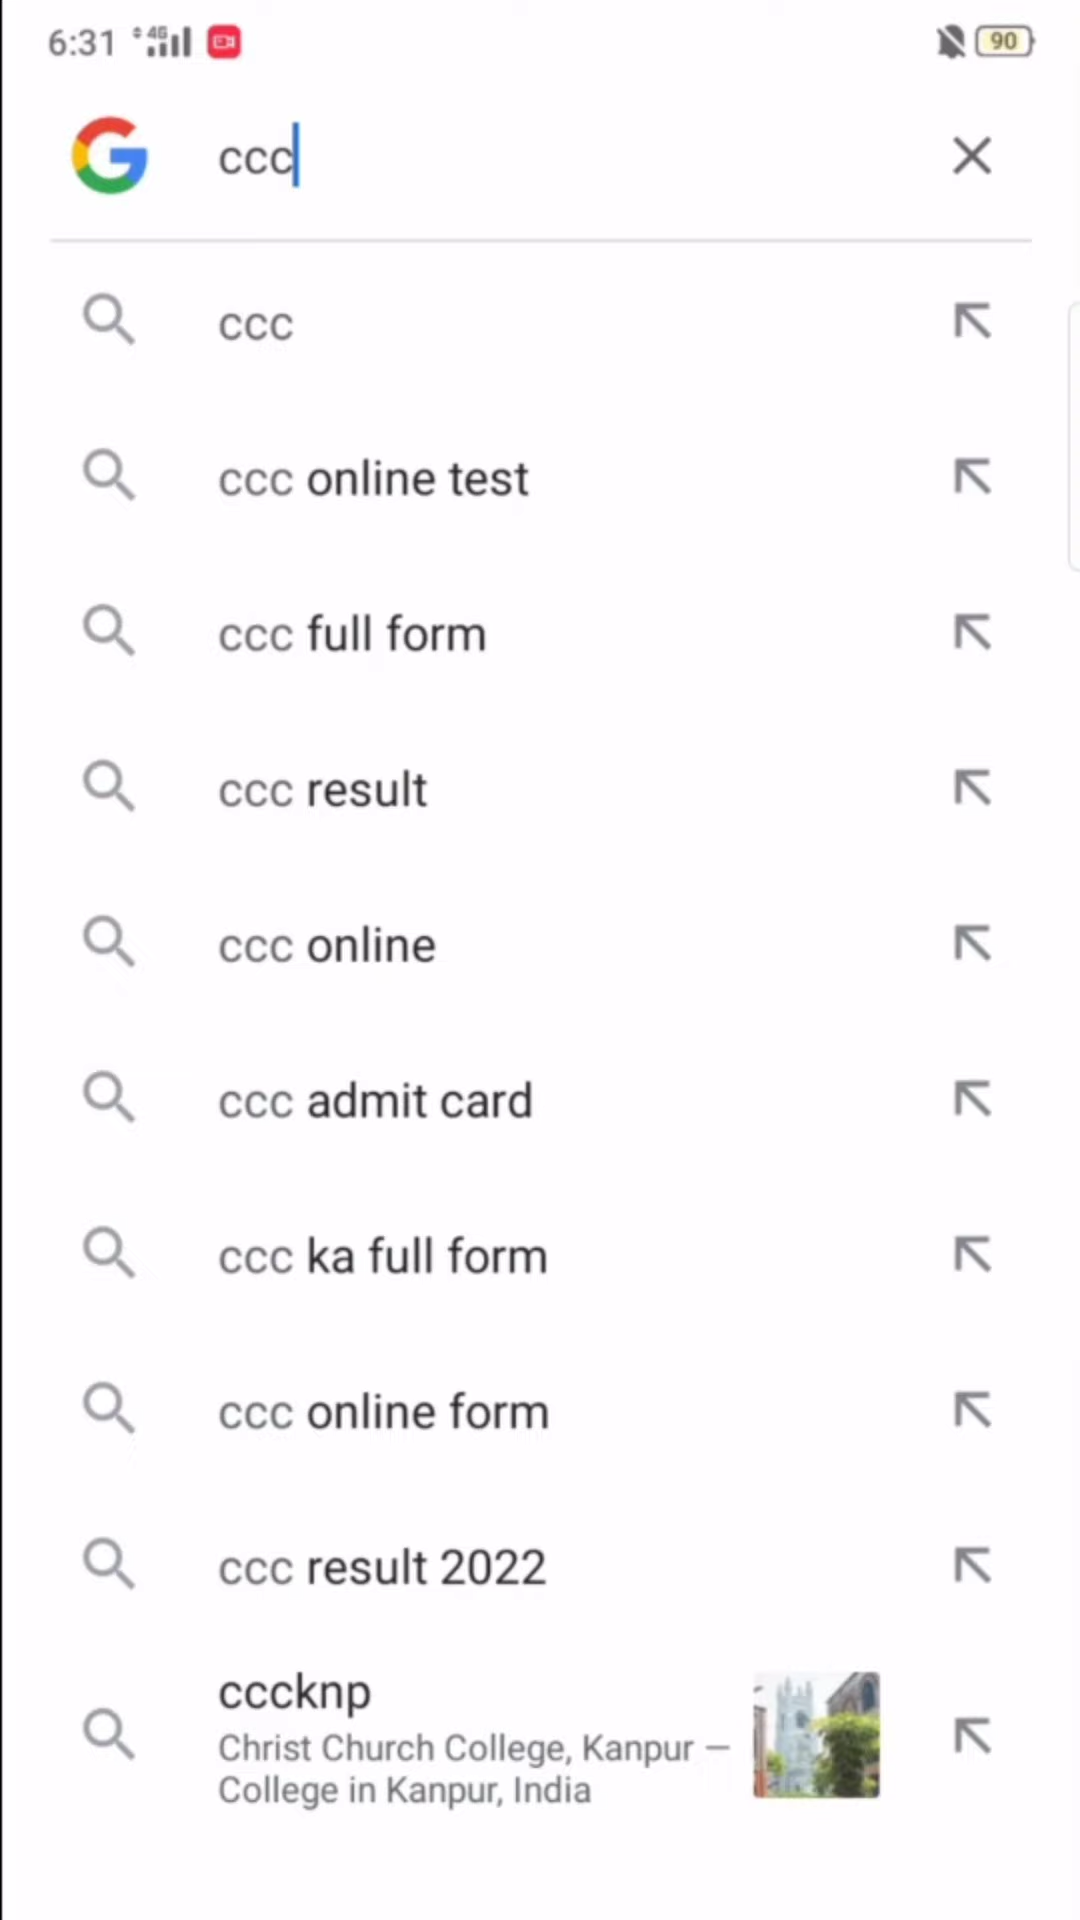 6:31 4G 90
ccc
ccc
ccc online test
ccc full form
ccc result
ccc online
ccc admit card
ccc ka full form
ccc online form
ccc result 2022
cccknp
Christ Church College, Kanpur —
College in Kanpur, India